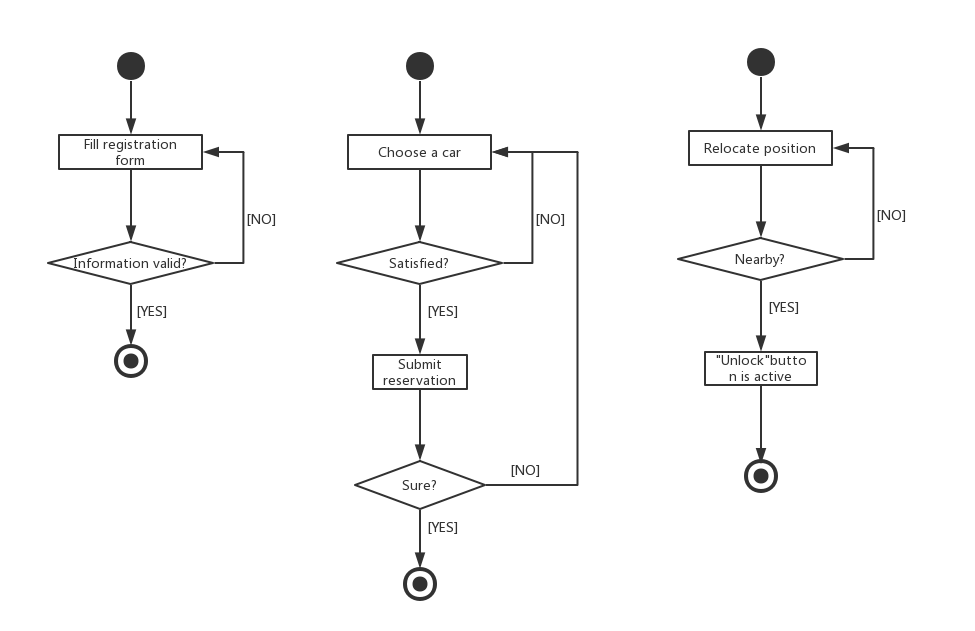 Fill registration
form
[NO]
Information valid?
[YES]
Choose a car
[NO]
Satisfied?
[YES]
Submit
reservation
[NO]
Sure?
[YES]
Relocate position
[NO]
Nearby?
[YES]
"Unlock"butto
n is active